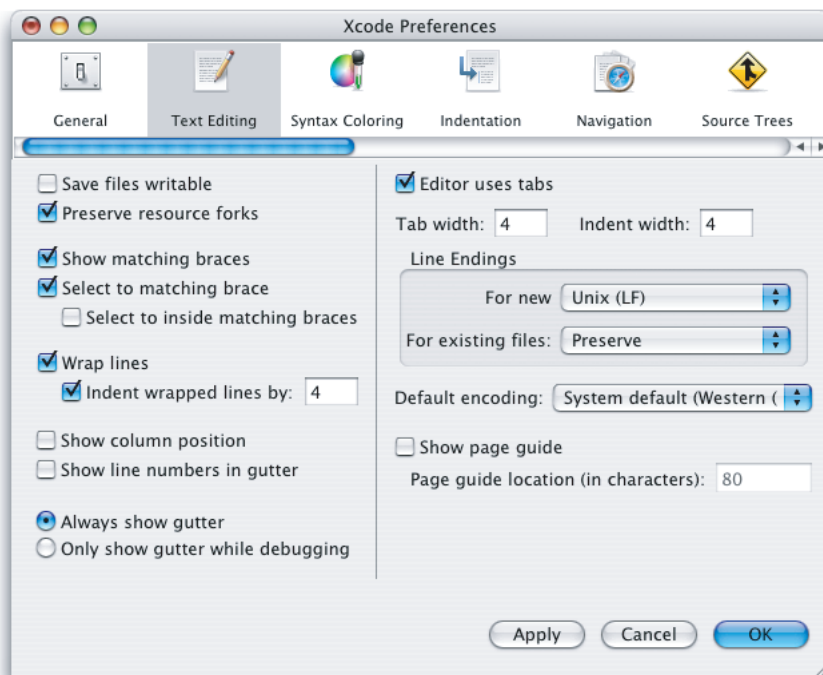 Xcode Preferences
General Text Editing Syntax Coloring Indentation Navigation Source Trees
Save files writable
Preserve resource forks
Show matching braces
Select to matching brace
Select to inside matching braces
Wrap lines
Indent wrapped lines by: 4
Show column position
Show line numbers in gutter
Always show gutter
Only show gutter while debugging
Editor uses tabs
Tab width: 4 Indent width: 4
Line Endings
For new Unix (LF)
For existing files: Preserve
Default encoding: System default (Western (
Show page guide
Page guide location (in characters): 80
Apply Cancel OK